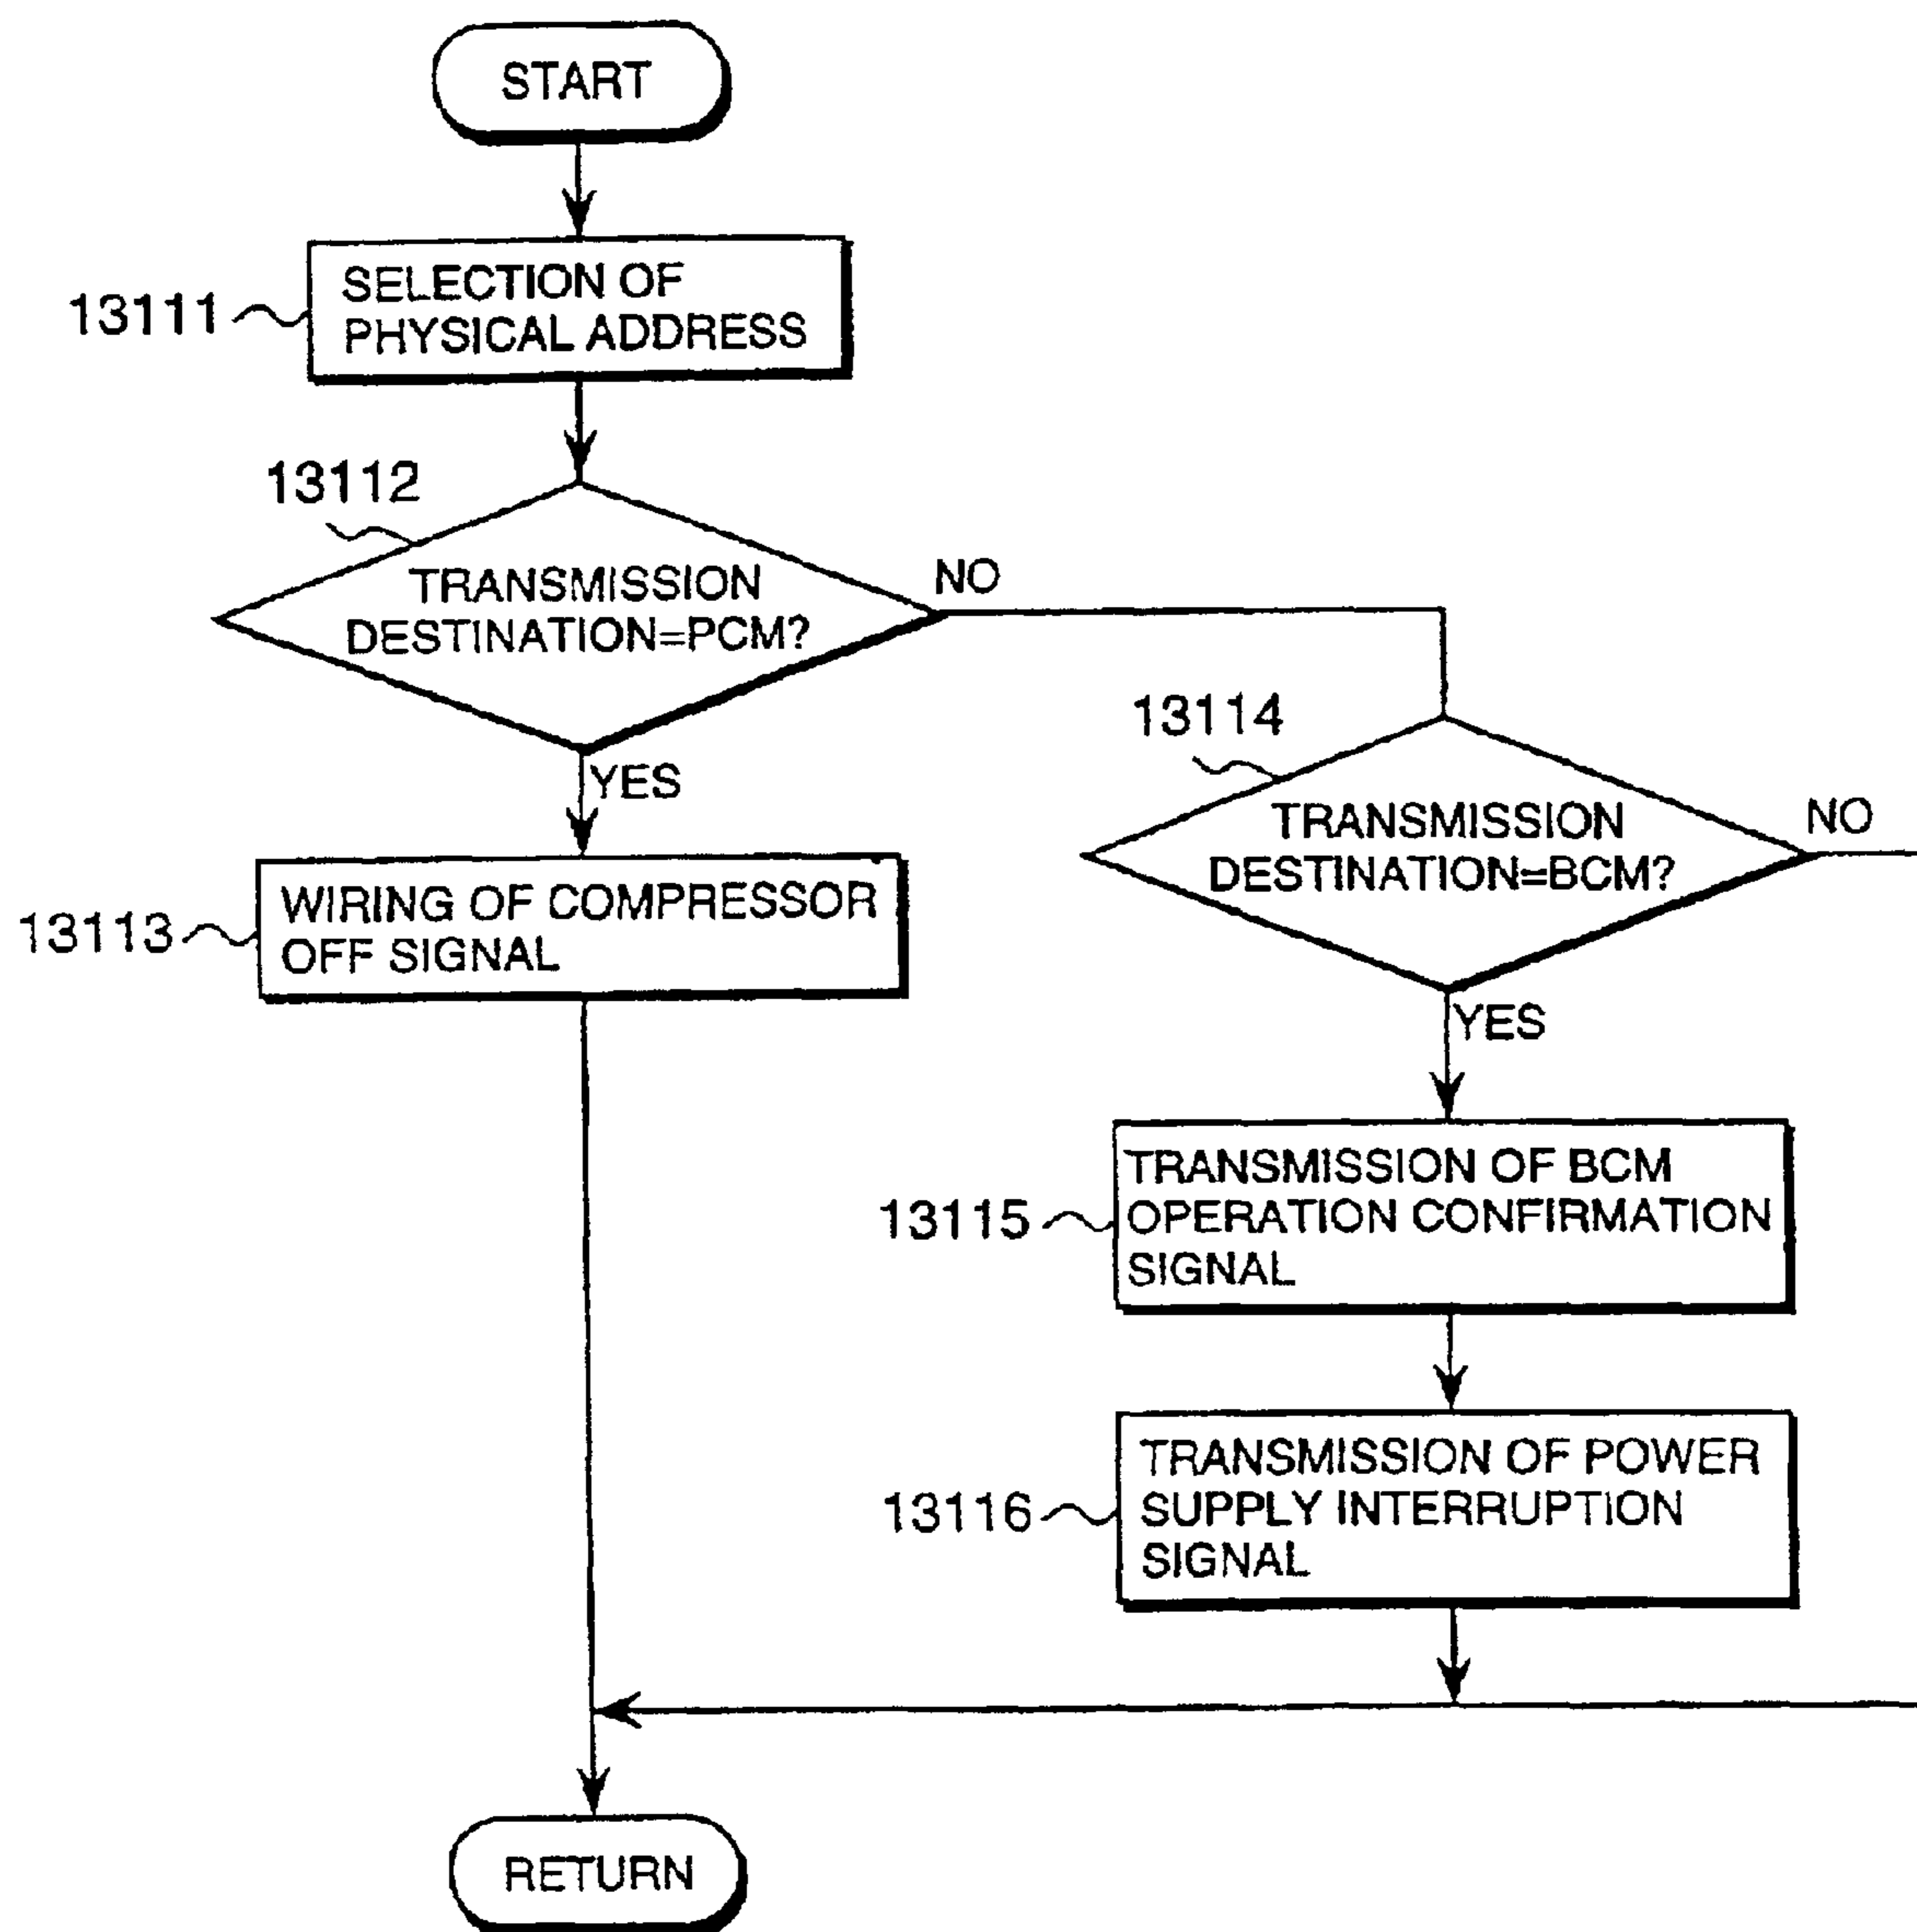 START
13111
SELECTION OF
PHYSICAL ADDRESS
13112
TRANSMISSION
DESTINATION=PCM?
NO
YES
13113
WIRING OF COMPRESSOR
OFF SIGNAL
13114
TRANSMISSION
DESTINATION=BCM?
NO
YES
13115
TRANSMISSION OF BCM
OPERATION CONFIRMATION
SIGNAL
13116
TRANSMISSION OF POWER
SUPPLY INTERRUPTION
SIGNAL
RETURN